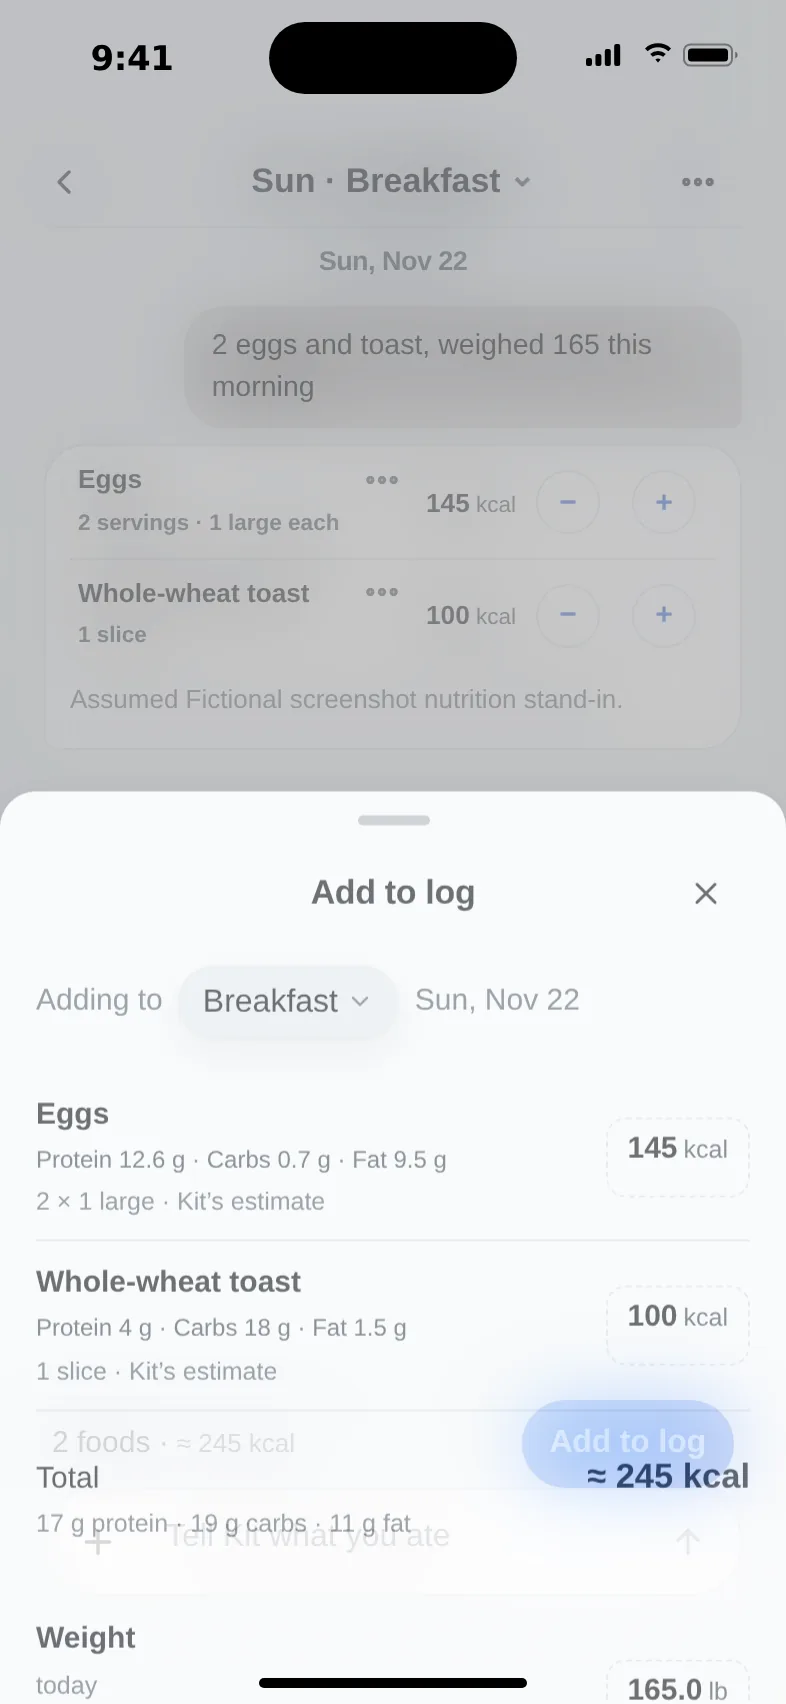 9:41
Sun · Breakfast
Sun, Nov 22
2 eggs and toast, weighed 165 this
morning
Eggs
145 kcal
2 servings · 1 large each
Whole-wheat toast
100 kcal
1 slice
Assumed Fictional screenshot nutrition stand-in.
Add to log
Adding to Breakfast Sun, Nov 22
Eggs
145 kcal
Protein 12.6 g · Carbs 0.7 g · Fat 9.5 g
2 × 1 large · Kit’s estimate
Whole-wheat toast
100 kcal
Protein 4 g · Carbs 18 g · Fat 1.5 g
1 slice · Kit’s estimate
2 foods · ≈ 245 kcal
Add to log
Total
≈ 245 kcal
17 g protein · 19 g carbs · 11 g fat
Tell Kit what you ate
Weight
today
165.0 lb